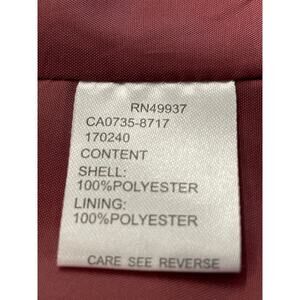 RN49937
CA0735-8717
170240
CONTENT
SHELL:
100%POLYESTER
LINING:
100%POLYESTER
CARE SEE REVERSE